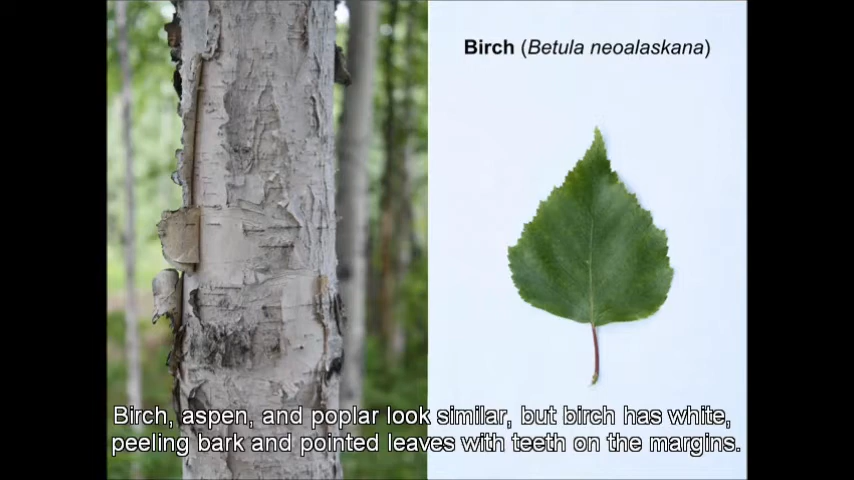 Birch (Betula neoalaskana)
Birch, aspen, and poplar look similar, but birch has white,
peeling bark and pointed leaves with teeth on the margins.